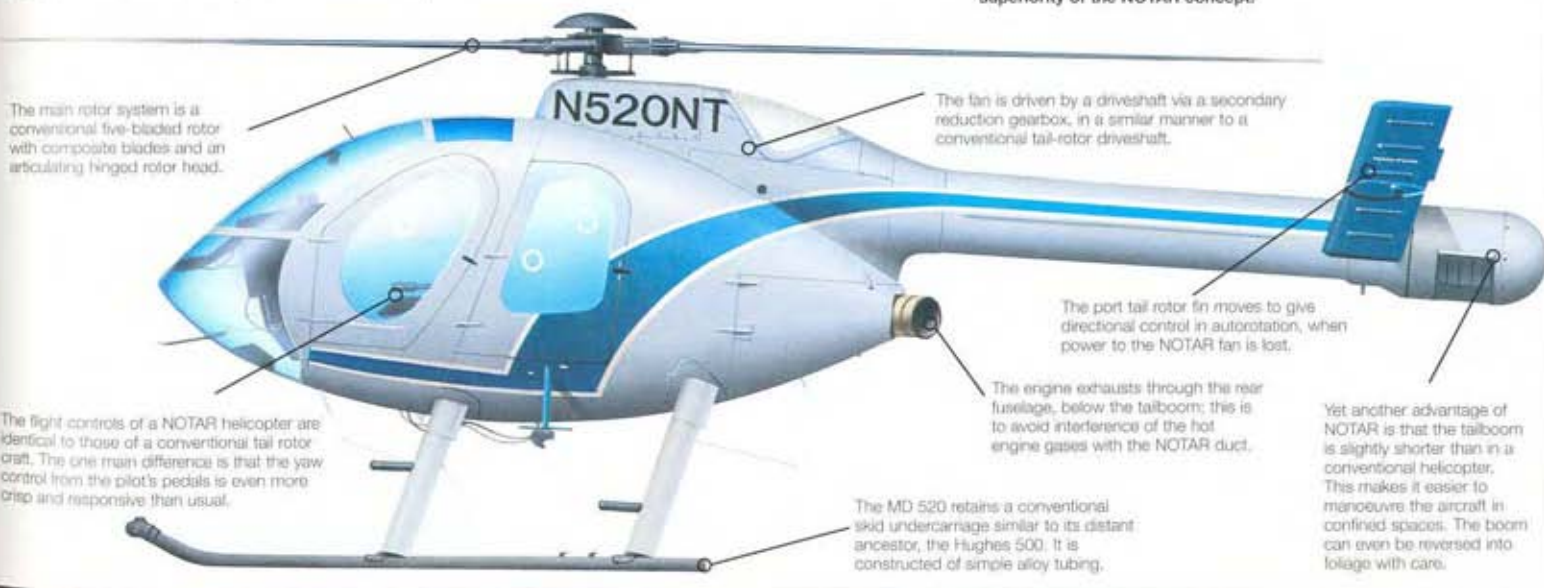 superiority of the NOTAR concept.
N520NT
The main rotor system is a
conventional five-bladed rotor
with composite blades and an
articulating hinged rotor head.
The fan is driven by a driveshaft via a secondary
reduction gearbox, in a similar manner to a
conventional tail-rotor driveshaft.
The port tail rotor fin moves to give
directional control in autorotation, when
power to the NOTAR fan is lost.
The engine exhausts through the rear
fuselage, below the tailboom; this is
to avoid interference of the hot
engine gases with the NOTAR duct.
Yet another advantage of
NOTAR is that the tailboom
is slightly shorter than in a
conventional helicopter.
This makes it easier to
manoeuvre the aircraft in
confined spaces. The boom
can even be reversed into
foliage with care.
The flight controls of a NOTAR helicopter are
identical to those of a conventional tail rotor
craft. The one main difference is that the yaw
control from the pilot's pedals is even more
crisp and responsive than usual.
The MD 520 retains a conventional
skid undercarriage similar to its distant
ancestor, the Hughes 500. It is
constructed of simple alloy tubing.